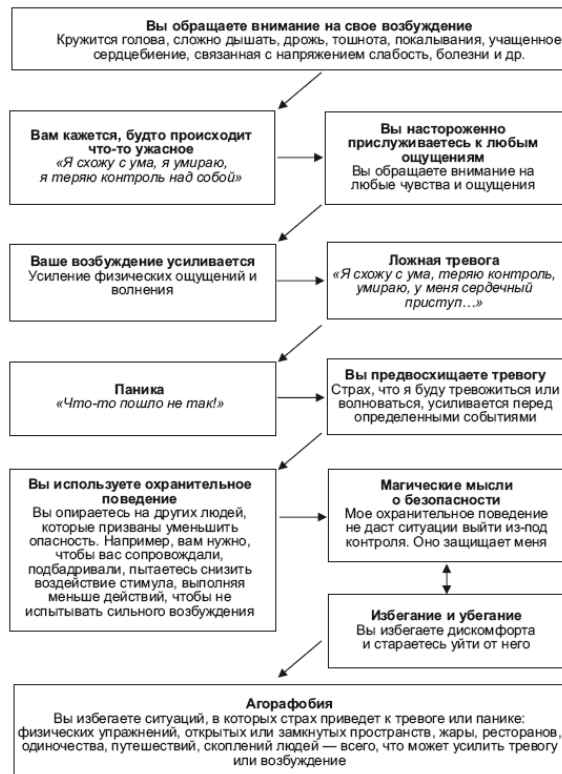 Вы обращаете внимание на свое возбуждение
Кружится голова, сложно дышать, дрожь, тошнота, покалывания, учащенное
сердцебиение, связанная с напряжением слабость, болезни и др.
Вам кажется, будто происходит
что-то ужасное
«Я схожу с ума, я умираю,
я теряю контроль над собой»
Вы настороженно
прислуживаетесь к любым
ощущениям
Вы обращаете внимание на
любые чувства и ощущения
Ваше возбуждение усиливается
Усиление физических ощущений и
волнения
Ложная тревога
«Я схожу с ума, теряю контроль,
умираю, у меня сердечный
приступ…»
Паника
«Что-то пошло не так!»
Вы предвосхищаете тревогу
Страх, что я буду тревожиться или
волноваться, усиливается перед
определенными событиями
Вы используете охранительное
поведение
Вы опираетесь на других людей,
которые призваны уменьшить
опасность. Например, вам нужно,
чтобы вас сопровождали,
подбадривали, пытаетесь снизить
воздействие стимула, выполняя
меньше действий, чтобы не
испытывать сильного возбуждения
Магические мысли
о безопасности
Мое охранительное поведение
не даст ситуации выйти из-под
контроля. Оно защищает меня
Избегание и убегание
Вы избегаете дискомфорта
и стараетесь уйти от него
Агорафобия
Вы избегаете ситуаций, в которых страх приведет к тревоге или панике:
физических упражнений, открытых или замкнутых пространств, жары, ресторанов,
одиночества, путешествий, скоплений людей — всего, что может усилить тревогу
или возбуждение